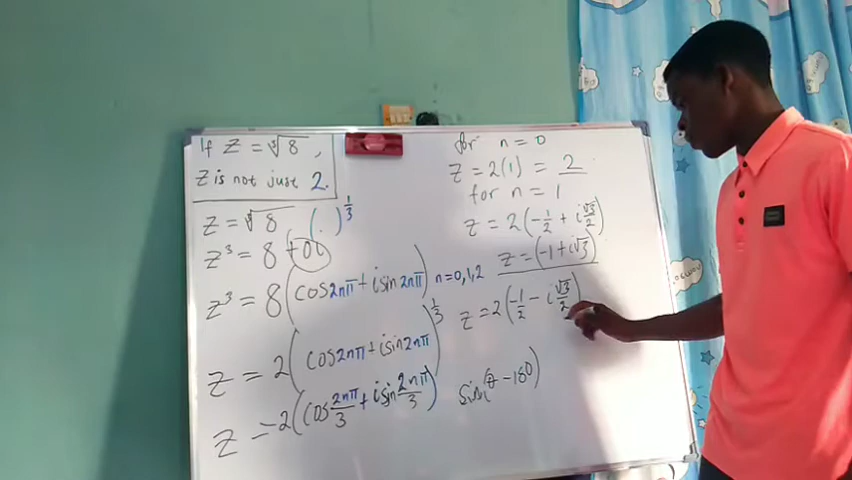 If z = ∛8 ,
z is not just 2.
z = ∛8 ( . )^1/3
z³ = 8 + 0i
z³ = 8(cos2nπ + isin2nπ) n=0,1,2
z = 2(cos2nπ + isin2nπ)^1/3
z = 2(cos 2nπ/3 + isin 2nπ/3)
for n = 0
z = 2(1) = 2
for n = 1
z = 2(-1/2 + i√3/2)
z = (-1 + i√3)
z = 2(-1/2 - i√3/2)